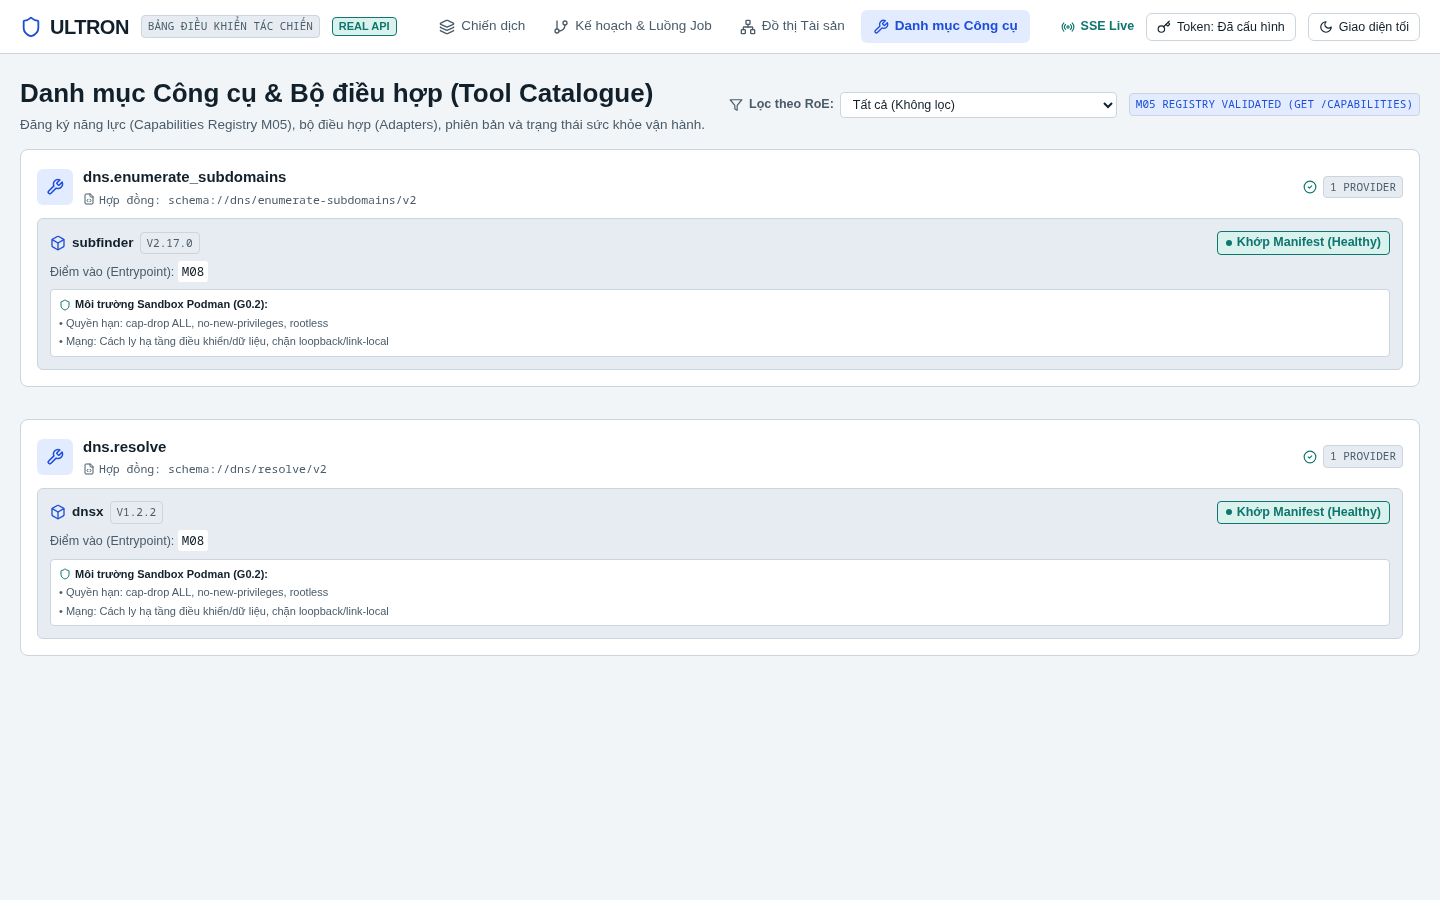 ULTRON
BẢNG ĐIỀU KHIỂN TÁC CHIẾN
REAL API
Chiến dịch
Kế hoạch & Luồng Job
Đồ thị Tài sản
Danh mục Công cụ
SSE Live
Token: Đã cấu hình
Giao diện tối
Danh mục Công cụ & Bộ điều hợp (Tool Catalogue)
Đăng ký năng lực (Capabilities Registry M05), bộ điều hợp (Adapters), phiên bản và trạng thái sức khỏe vận hành.
Lọc theo RoE:
Tất cả (Không lọc)
M05 REGISTRY VALIDATED (GET /CAPABILITIES)
dns.enumerate_subdomains
Hợp đồng: schema://dns/enumerate-subdomains/v2
1 PROVIDER
subfinder
V2.17.0
Khớp Manifest (Healthy)
Điểm vào (Entrypoint): M08
Môi trường Sandbox Podman (G0.2):
• Quyền hạn: cap-drop ALL, no-new-privileges, rootless
• Mạng: Cách ly hạ tầng điều khiển/dữ liệu, chặn loopback/link-local
dns.resolve
Hợp đồng: schema://dns/resolve/v2
1 PROVIDER
dnsx
V1.2.2
Khớp Manifest (Healthy)
Điểm vào (Entrypoint): M08
Môi trường Sandbox Podman (G0.2):
• Quyền hạn: cap-drop ALL, no-new-privileges, rootless
• Mạng: Cách ly hạ tầng điều khiển/dữ liệu, chặn loopback/link-local